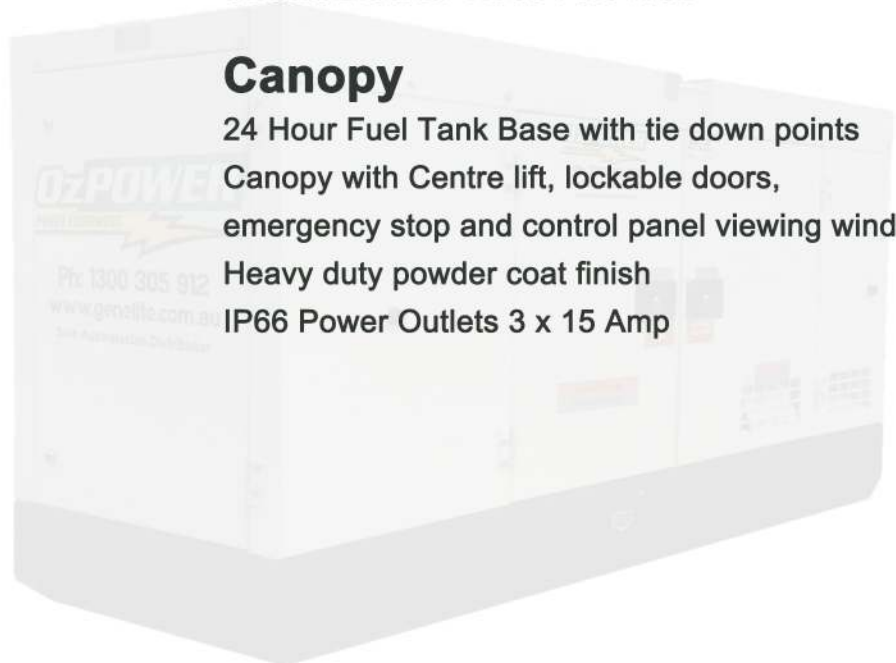 Canopy
24 Hour Fuel Tank Base with tie down points
Canopy with Centre lift, lockable doors,
OzPOWER
emergency stop and control panel viewing wind
Ph: 1300 305 912
Heavy duty powder coat finish
www.genelite.com.au
IP66 Power Outlets 3 x 15 Amp